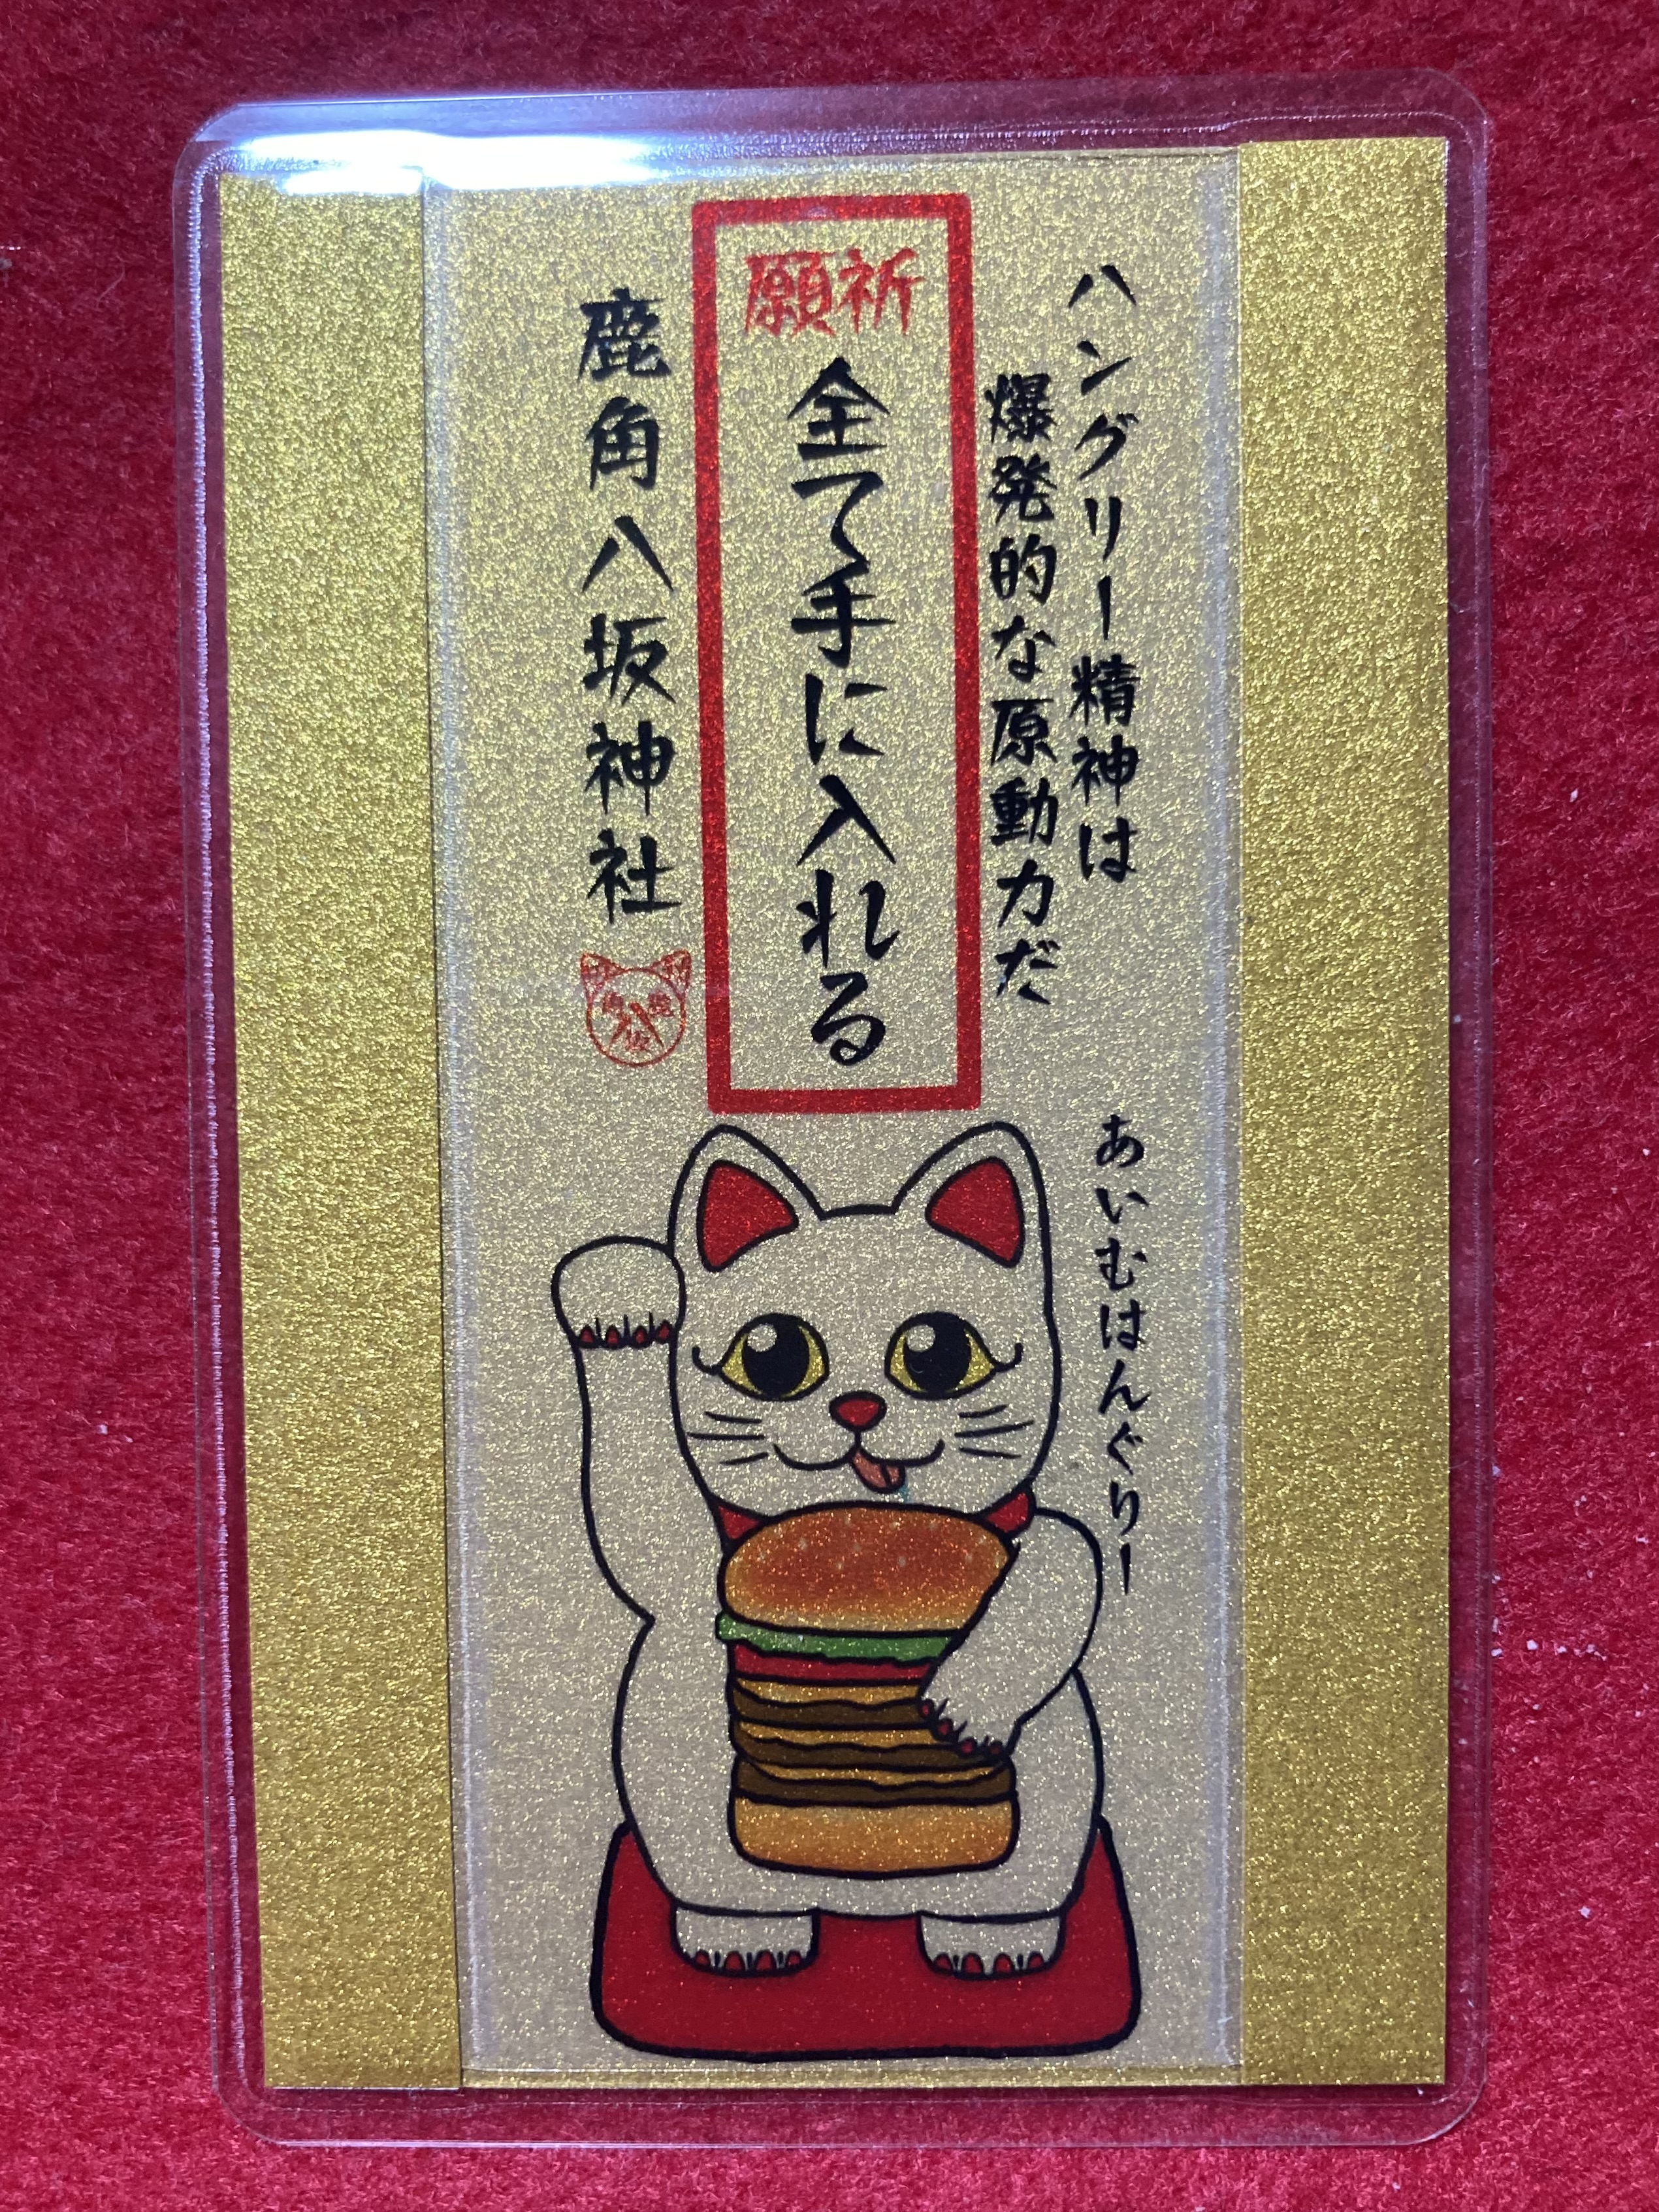 ハングリー精神は
爆発的な原動力だ
祈願
全て手に入れる
鹿角八坂神社
あいむはんぐりー